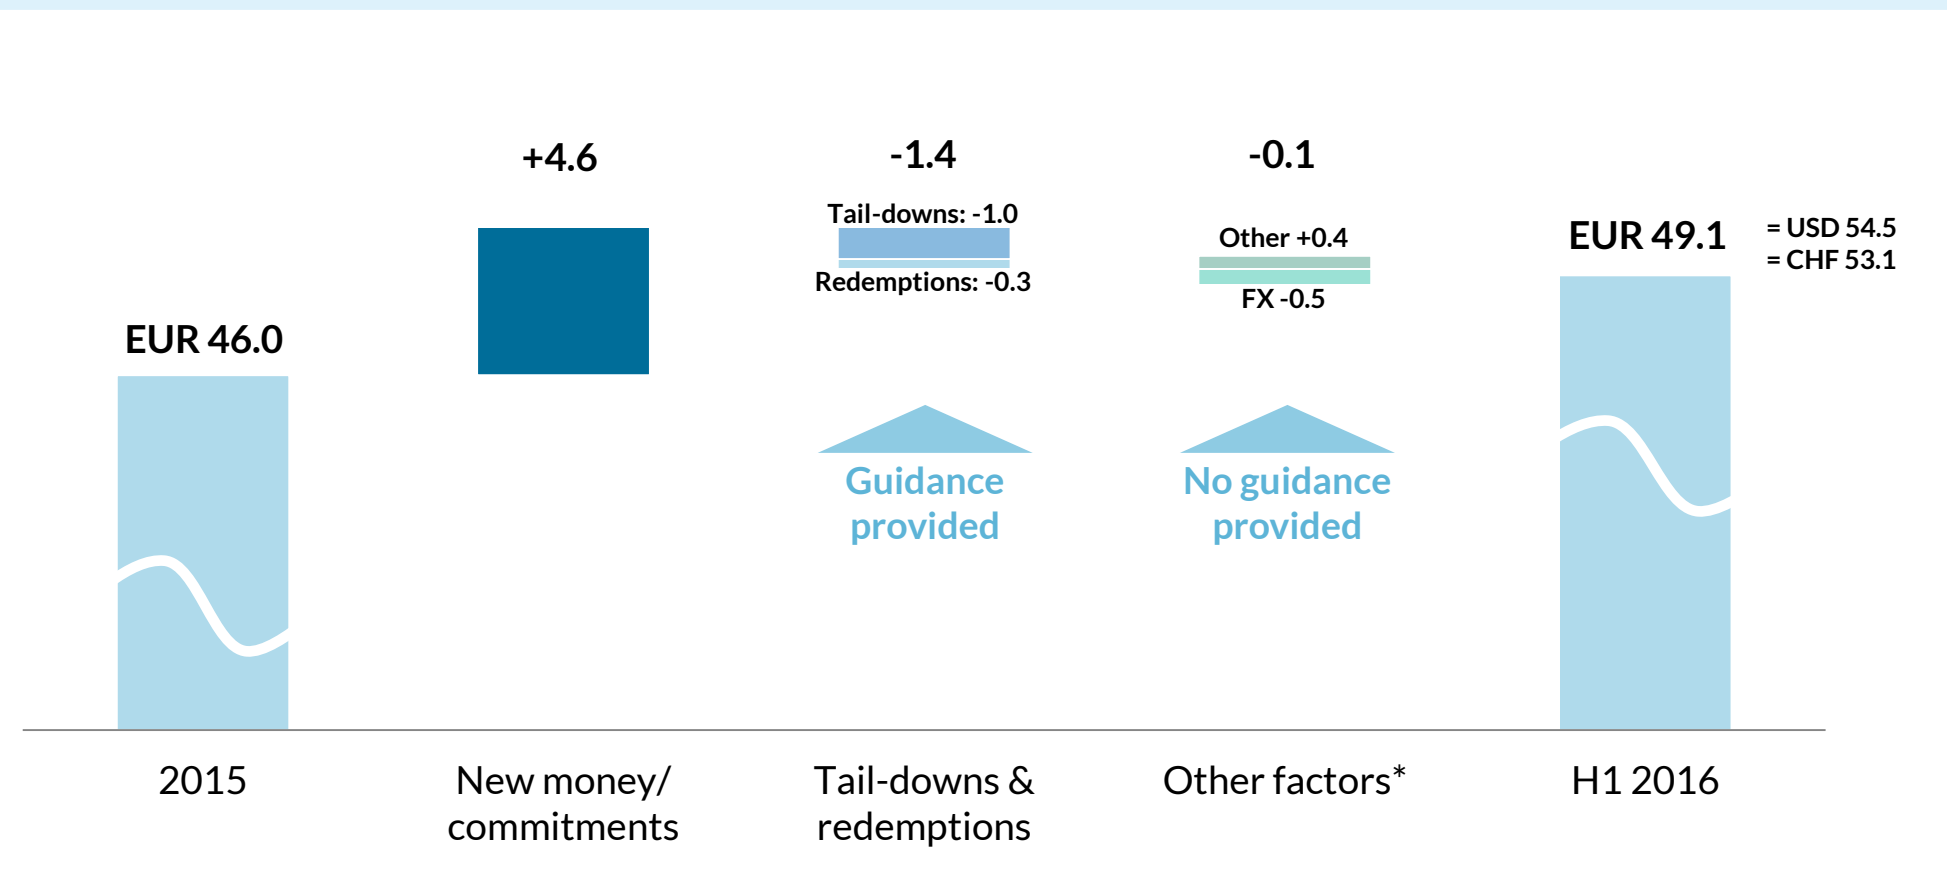 +4.6
-1.4
-0.1
Tail-downs: -1.0
Redemptions: -0.3
Other +0.4
FX -0.5
EUR 46.0
EUR 49.1
= USD 54.5
= CHF 53.1
Guidance
provided
No guidance
provided
2015
New money/
commitments
Tail-downs &
redemptions
Other factors*
H1 2016